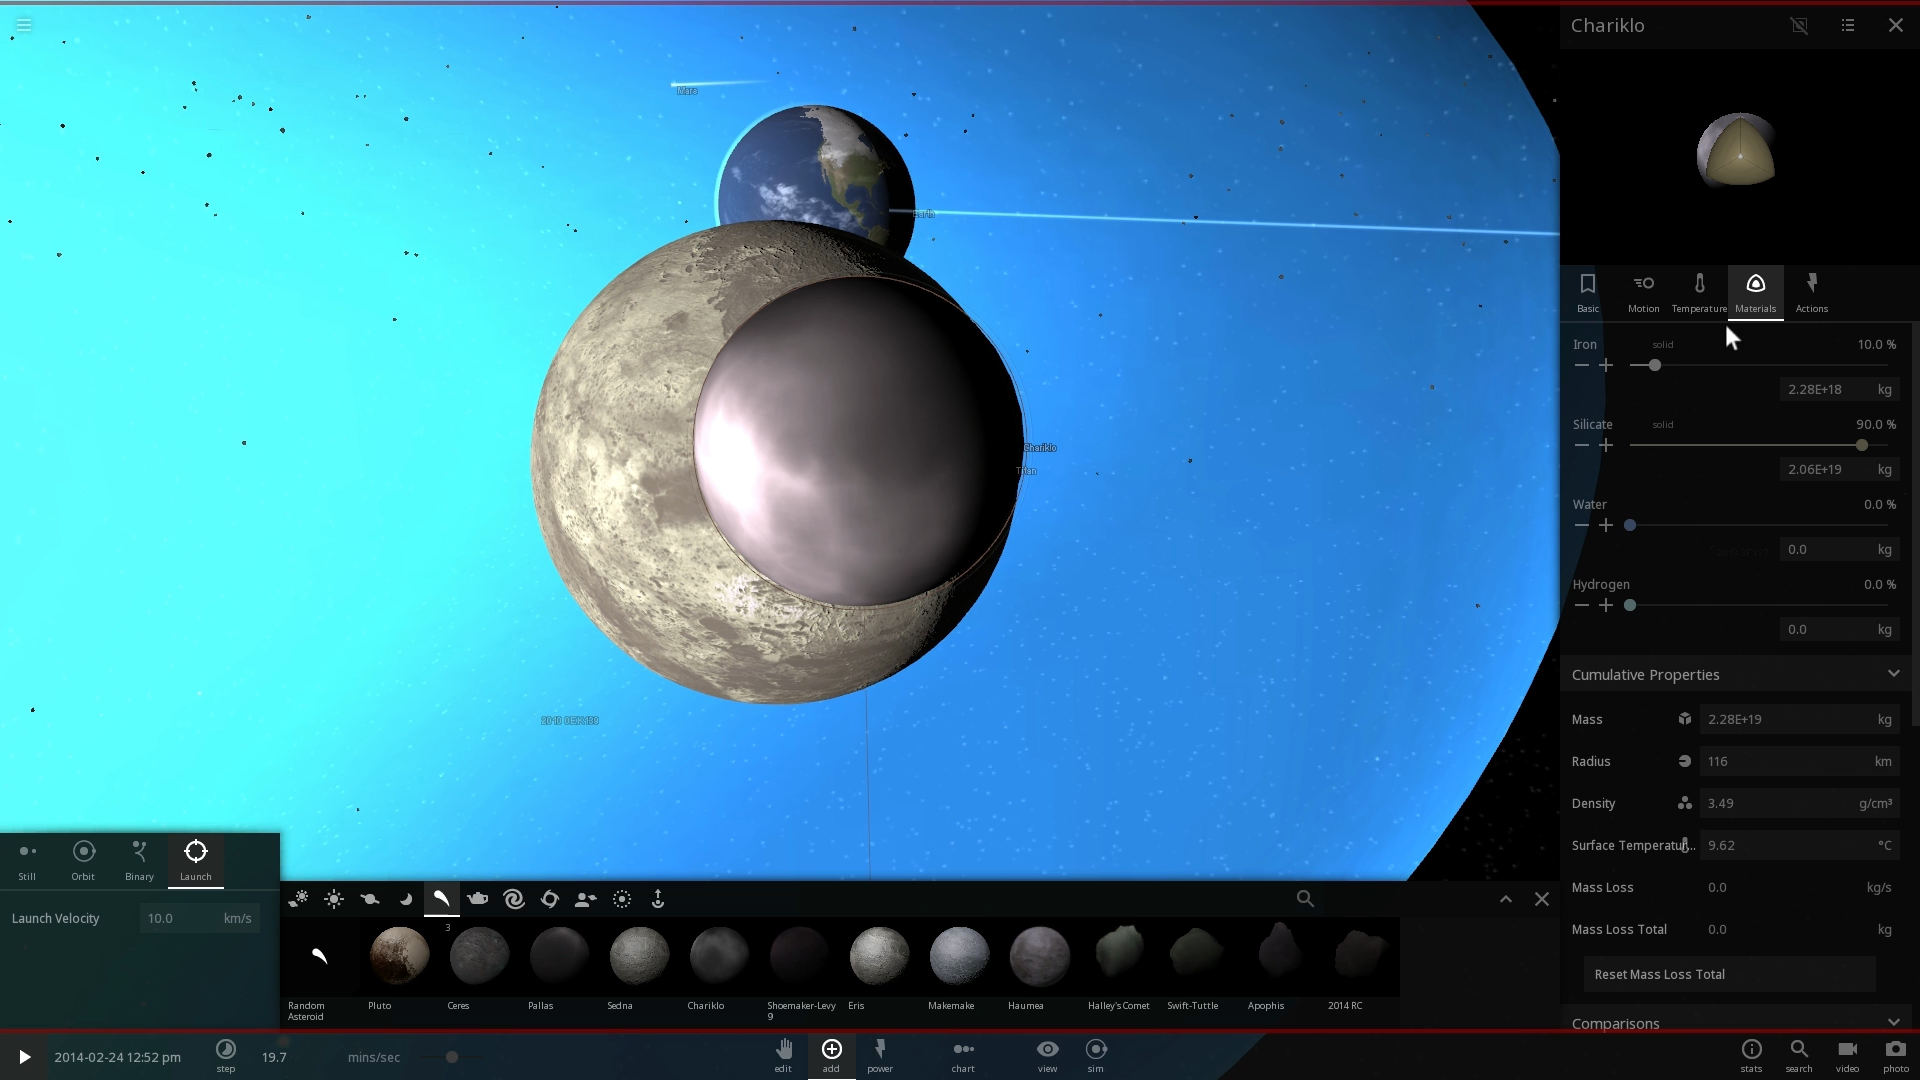 Chariklo
Mars
Earth
Chariklo
Titan
Basic
Motion
Temperature
Materials
Actions
Iron solid 10.0 %
2.28E+18 kg
Silicate solid 90.0 %
2.06E+19 kg
Water 0.0 %
0.0 kg
Hydrogen 0.0 %
0.0 kg
Cumulative Properties
Mass 2.28E+19 kg
Radius 116 km
Density 3.49 g/cm³
Surface Temperatur... 9.62 °C
Mass Loss 0.0 kg/s
Mass Loss Total 0.0 kg
Reset Mass Loss Total
Comparisons
Still Orbit Binary Launch
Launch Velocity 10.0 km/s
3
Random Asteroid
Pluto
Ceres
Pallas
Sedna
Chariklo
Shoemaker-Levy 9
Eris
Makemake
Haumea
Halley's Comet
Swift-Tuttle
Apophis
2014 RC
2014-02-24 12:52 pm
step
19.7 mins/sec
edit add power chart view sim
stats search video photo